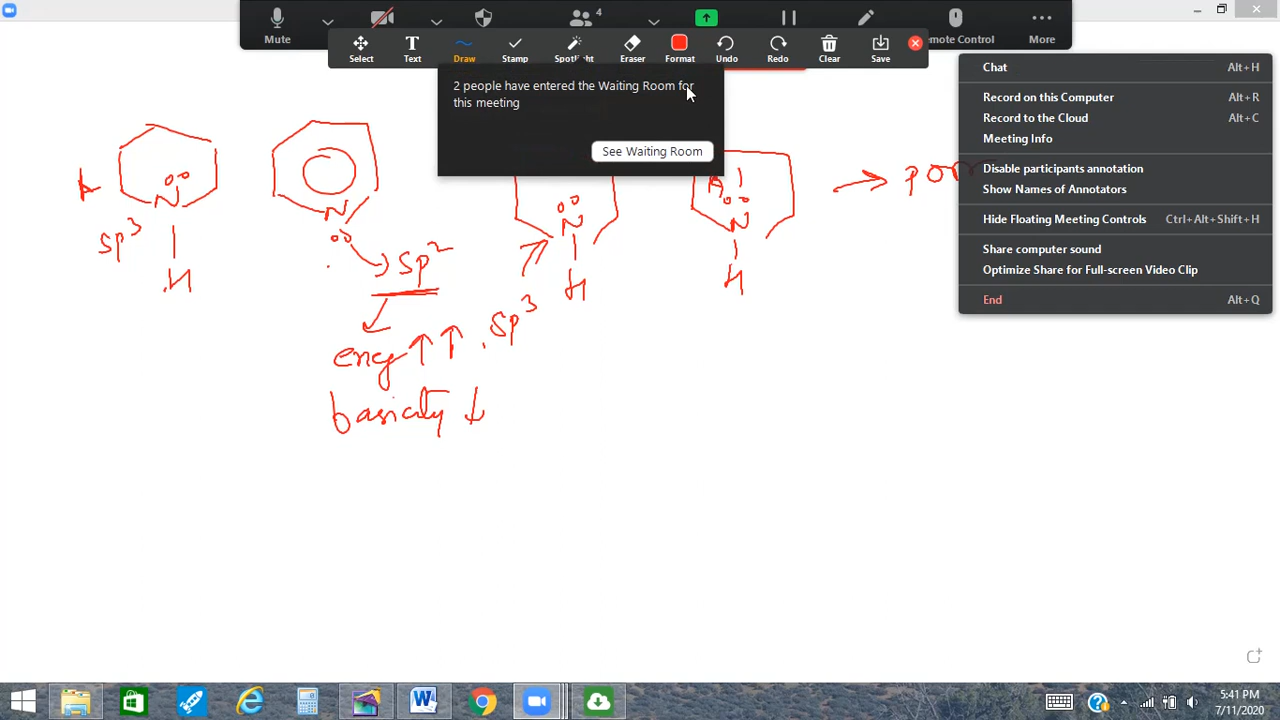 4
Mute
Remote Control
More
Select
Text
Draw
Stamp
Spotlight
Eraser
Format
Undo
Redo
Clear
Save
2 people have entered the Waiting Room for
this meeting
See Waiting Room
Chat Alt+H
Record on this Computer Alt+R
Record to the Cloud Alt+C
Meeting Info
Disable participants annotation
Show Names of Annotators
Hide Floating Meeting Controls Ctrl+Alt+Shift+H
Share computer sound
Optimize Share for Full-screen Video Clip
End Alt+Q
N
sp3
H
N
sp2
eneg ↑↑
basicity ↓
N
H
sp3
N
H
5:41 PM
7/11/2020